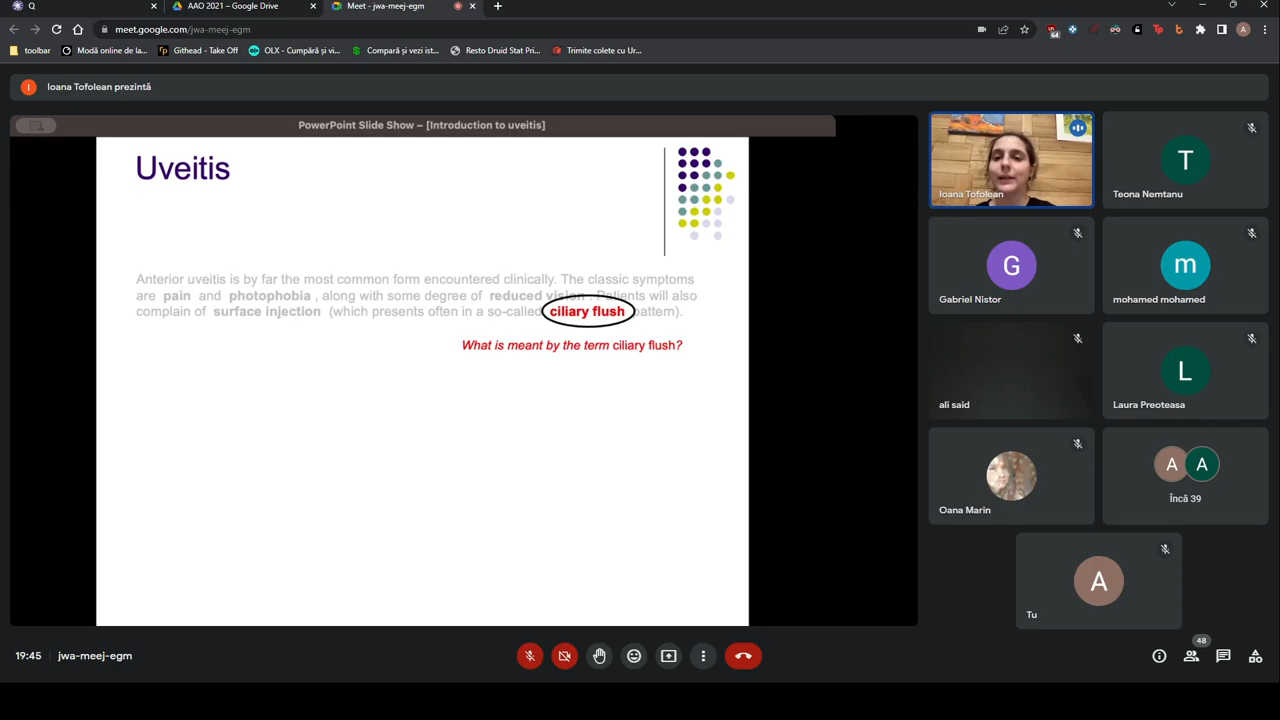 Q
AAO 2021 – Google Drive
Meet - jwa-meej-egm
meet.google.com/jwa-meej-egm
64
A
toolbar
Modă online de la...
Githead - Take Off
OLX - Cumpără și vi...
Compară și vezi ist...
Resto Druid Stat Pri...
Trimite colete cu Ur...
I
Ioana Tofolean prezintă
PowerPoint Slide Show – [Introduction to uveitis]
Uveitis
Anterior uveitis is by far the most common form encountered clinically. The classic symptoms
are pain and photophobia , along with some degree of reduced vision . Patients will also
complain of surface injection (which presents often in a so-called ciliary flush pattern).
What is meant by the term ciliary flush?
Ioana Tofolean
T
Teona Nemtanu
G
Gabriel Nistor
m
mohamed mohamed
ali said
L
Laura Preoteasa
Oana Marin
A A
Încă 39
A
Tu
19:45
jwa-meej-egm
48